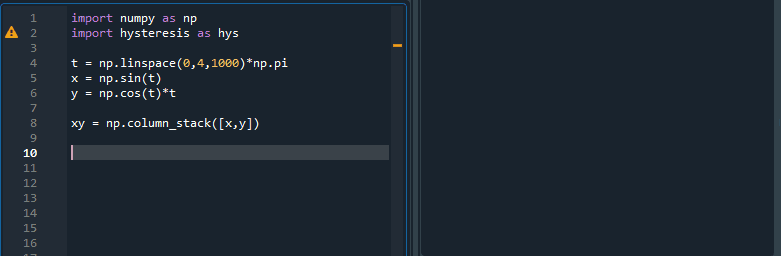 1 import numpy as np
2 import hysteresis as hys
3
4 t = np.linspace(0,4,1000)*np.pi
5 x = np.sin(t)
6 y = np.cos(t)*t
7
8 xy = np.column_stack([x,y])
9
10
11
12
13
14
15
16